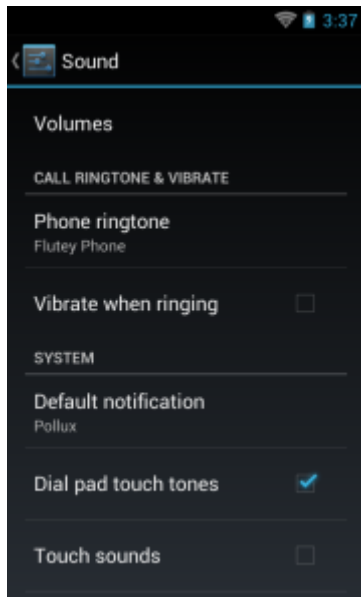 3:37
Sound
Volumes
CALL RINGTONE & VIBRATE
Phone ringtone
Flutey Phone
Vibrate when ringing
SYSTEM
Default notification
Pollux
Dial pad touch tones
Touch sounds